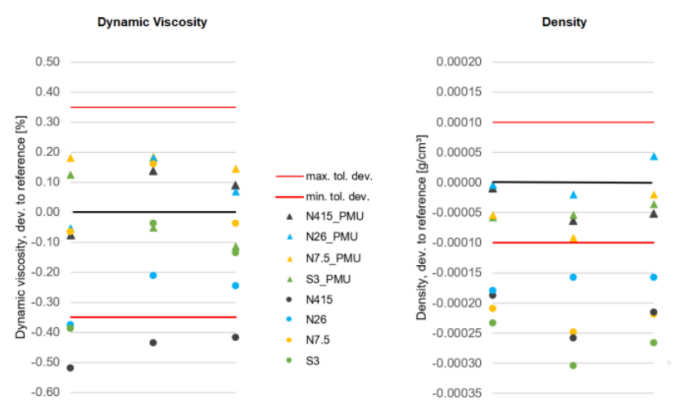 Dynamic Viscosity
Dynamic viscosity, dev. to reference [%]
0.50
0.40
0.30
0.20
0.10
0.00
-0.10
-0.20
-0.30
-0.40
-0.50
-0.60
max. tol. dev.
min. tol. dev.
N415_PMU
N26_PMU
N7.5_PMU
S3_PMU
N415
N26
N7.5
S3
Density
Density, dev. to reference [g/cm³]
0.00020
0.00015
0.00010
0.00005
0.00000
-0.00005
-0.00010
-0.00015
-0.00020
-0.00025
-0.00030
-0.00035